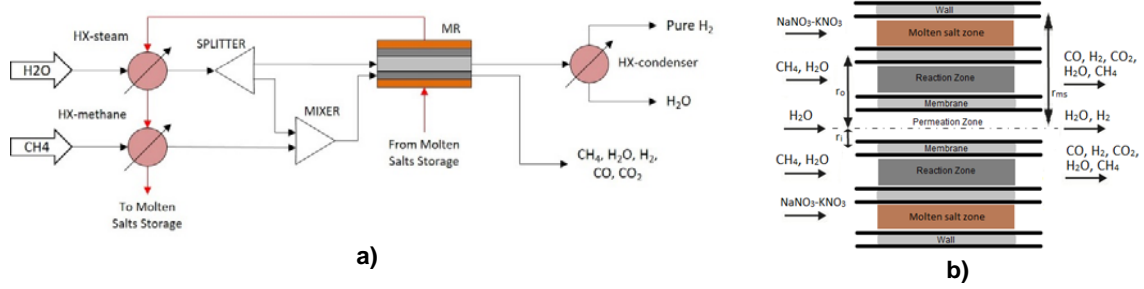 HX-steam
H2O
SPLITTER
MR
Pure H2
HX-condenser
H2O
HX-methane
CH4
MIXER
From Molten
Salts Storage
CH4, H2O, H2,
CO, CO2
To Molten
Salts Storage
a)
Wall
NaNO3-KNO3
Molten salt zone
CH4, H2O
Reaction Zone
CO, H2, CO2,
H2O, CH4
ro
rms
Membrane
H2O
Permeation Zone
H2O, H2
ri
Membrane
CH4, H2O
Reaction Zone
CO, H2, CO2,
H2O, CH4
NaNO3-KNO3
Molten salt zone
Wall
b)